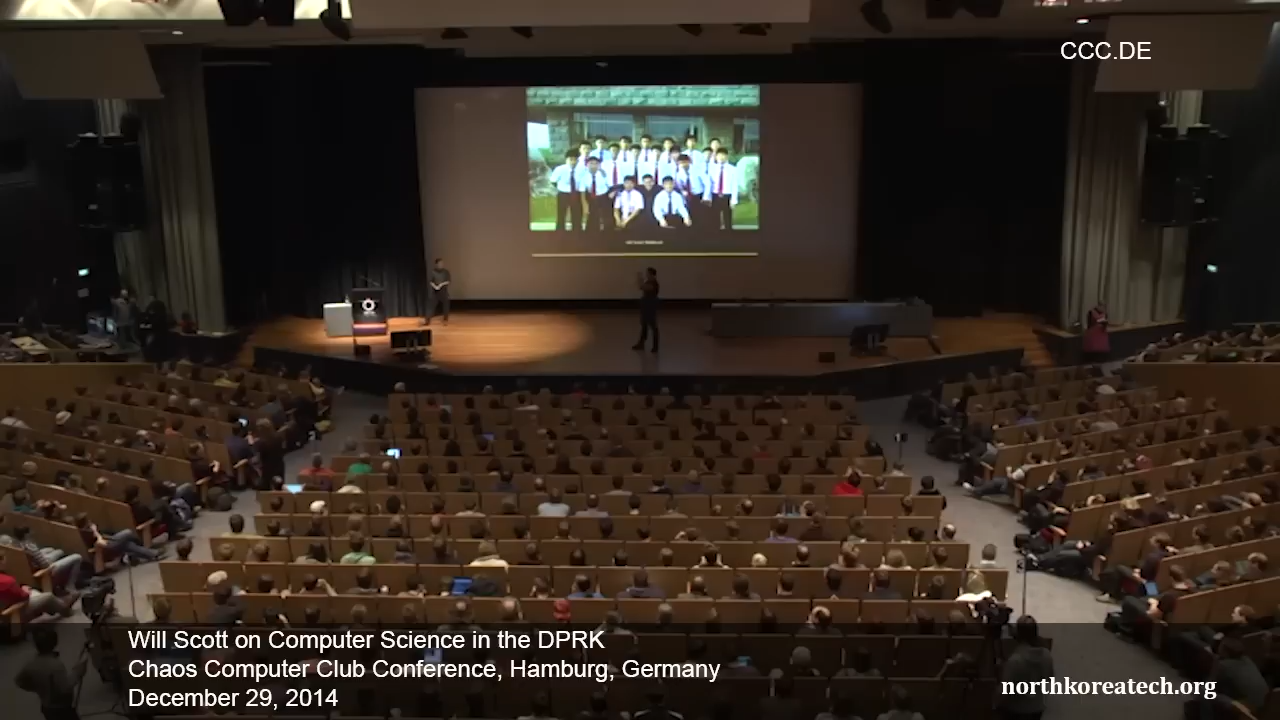 CCC.DE
Will Scott on Computer Science in the DPRK
Chaos Computer Club Conference, Hamburg, Germany
December 29, 2014
northkoreatech.org